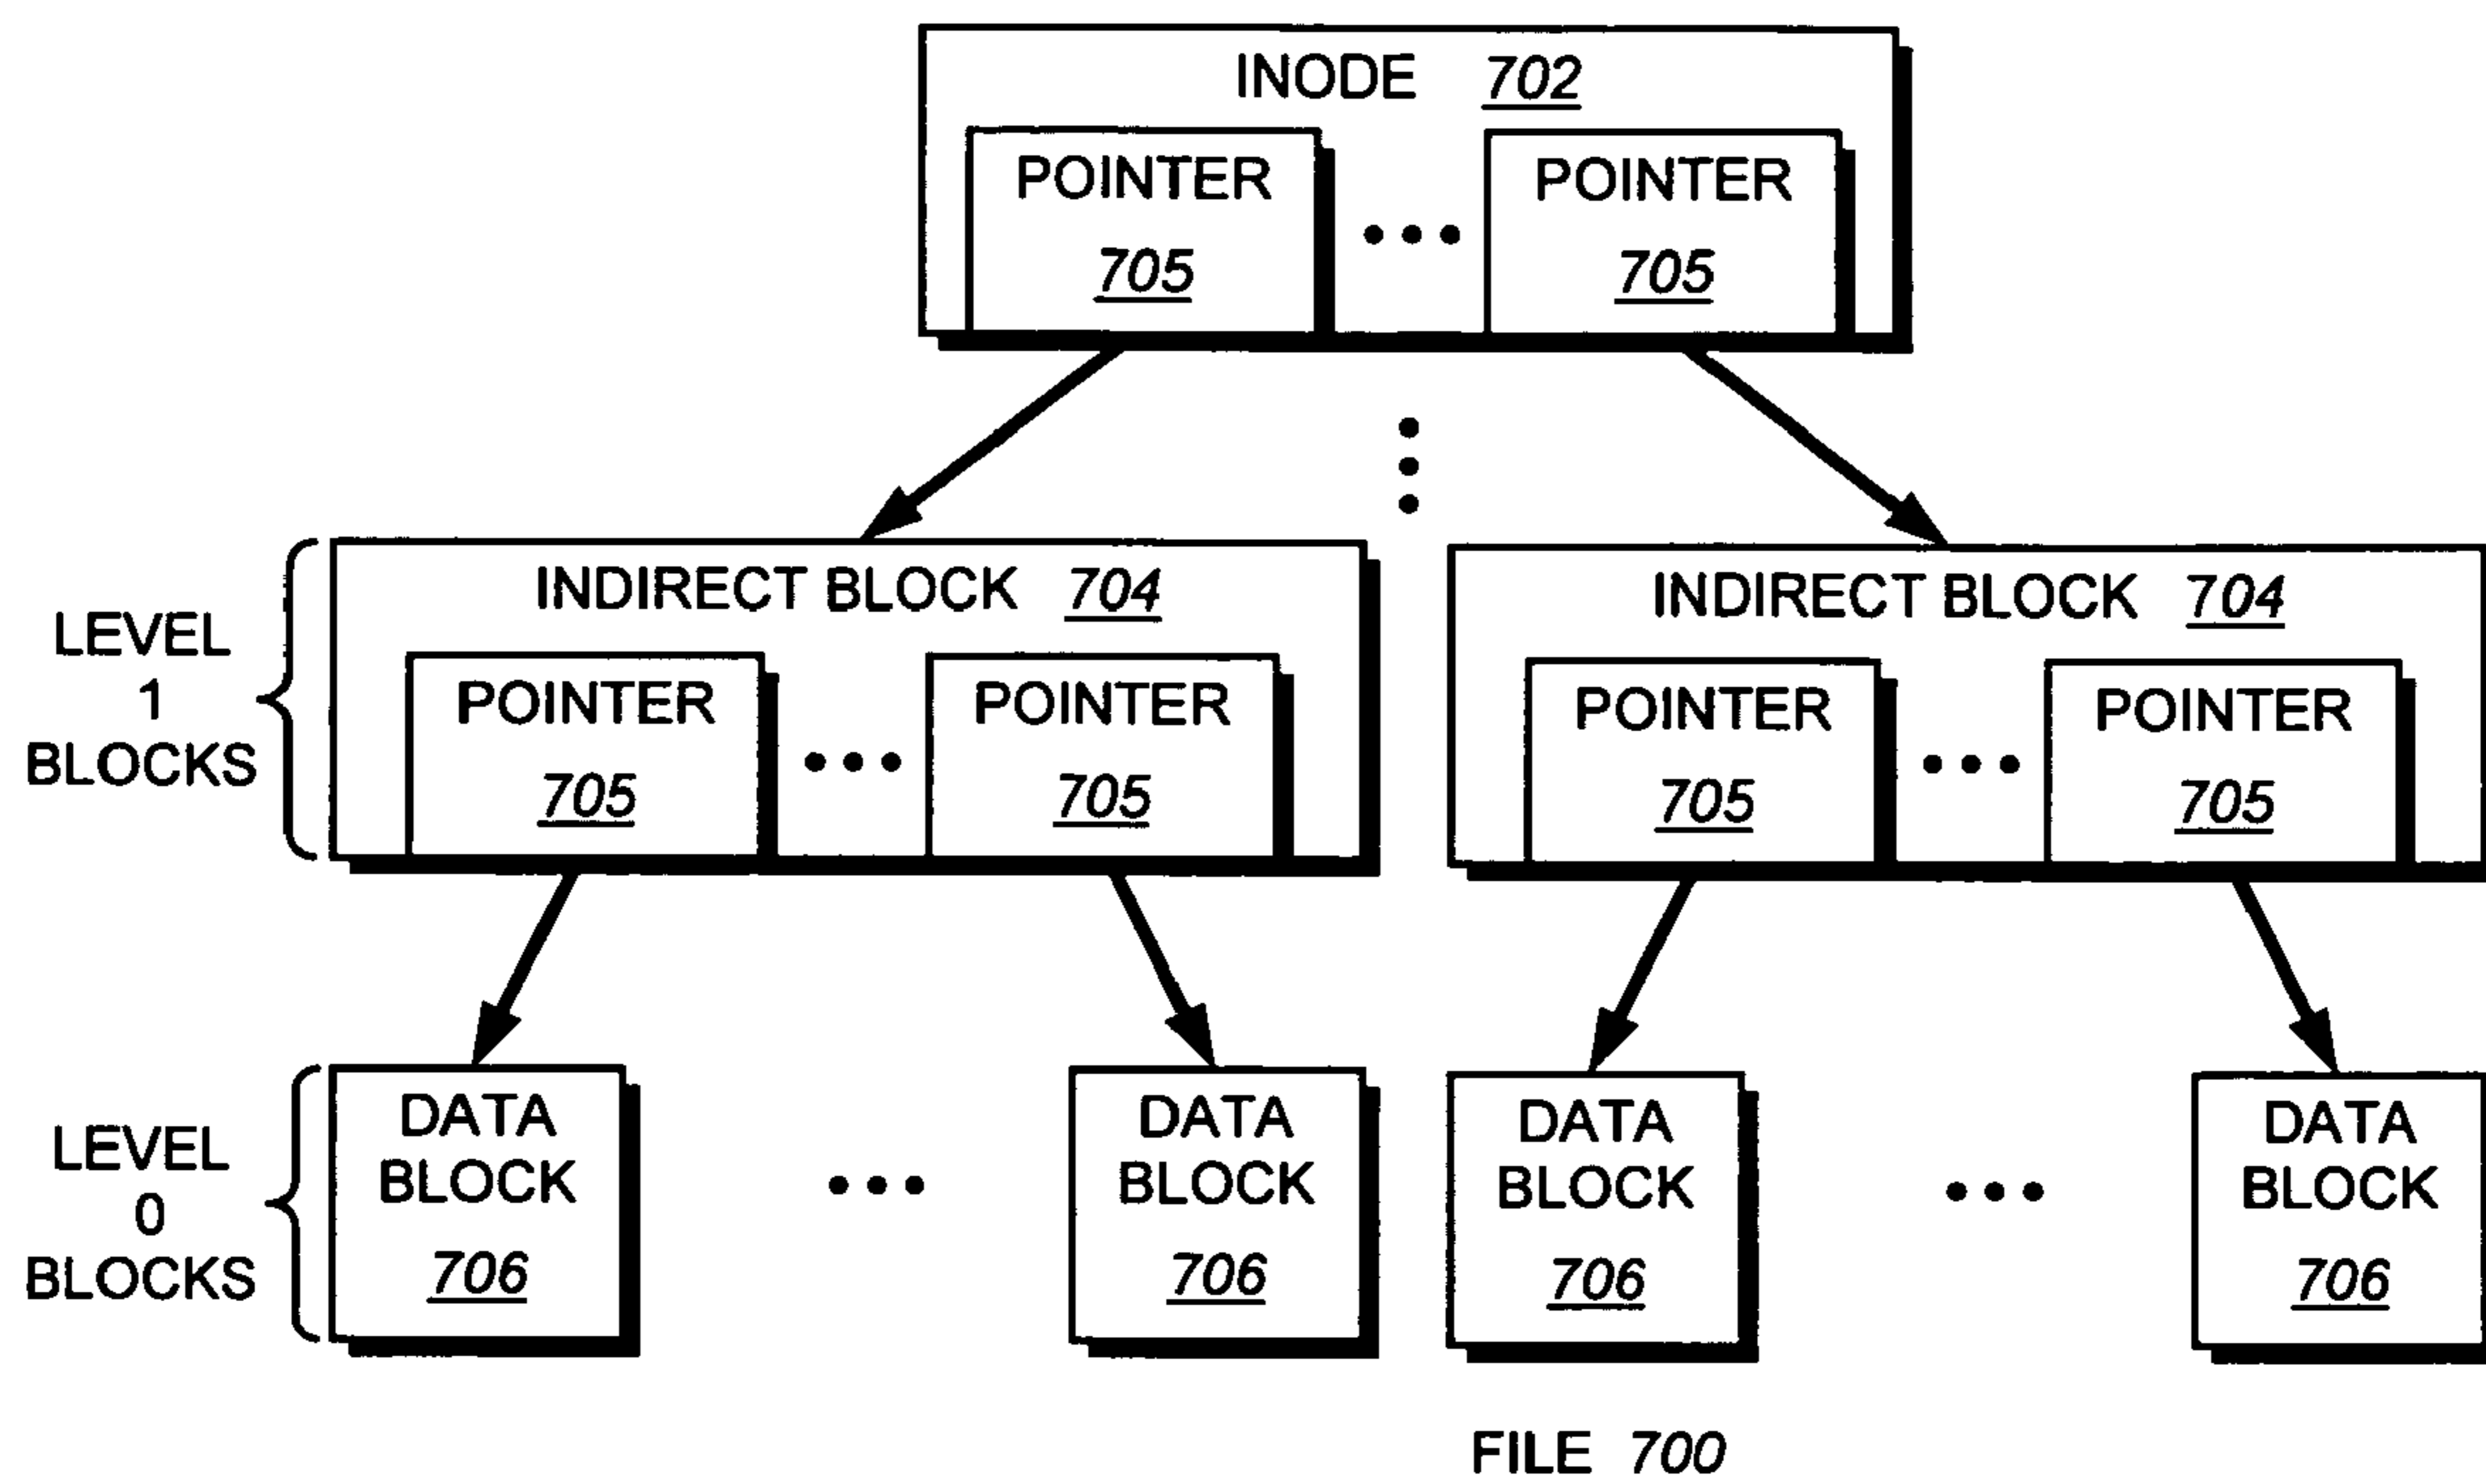 INODE 702
POINTER POINTER
705 705
INDIRECT BLOCK 704 INDIRECT BLOCK 704
LEVEL
1
BLOCKS
POINTER POINTER POINTER POINTER
705 705 705 705
LEVEL
0
BLOCKS
DATA DATA DATA DATA
BLOCK BLOCK BLOCK BLOCK
706 706 706 706
FILE 700